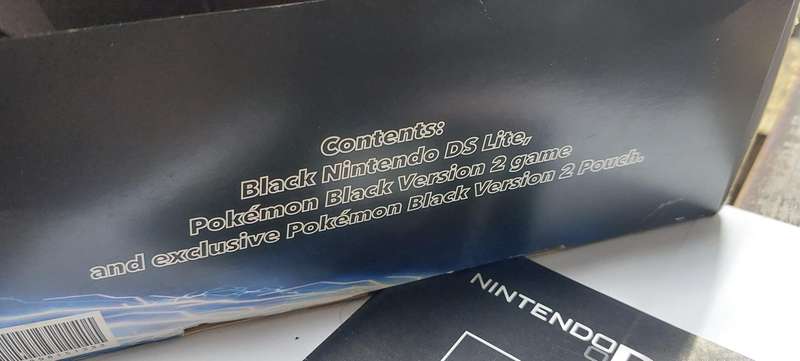 Contents:
Black Nintendo DS Lite,
Pokémon Black Version 2 game
and exclusive Pokémon Black Version 2 Pouch.
NINTENDO